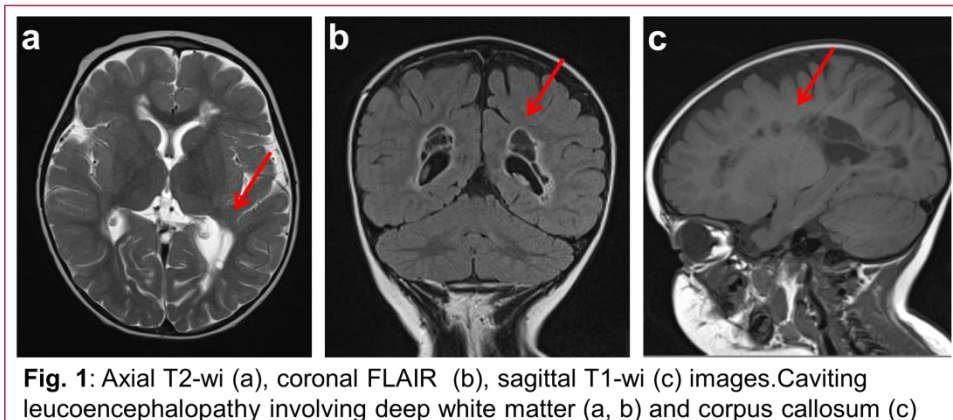 a
b
c
Fig. 1: Axial T2-wi (a), coronal FLAIR (b), sagittal T1-wi (c) images.Caviting
leucoencephalopathy involving deep white matter (a, b) and corpus callosum (c)